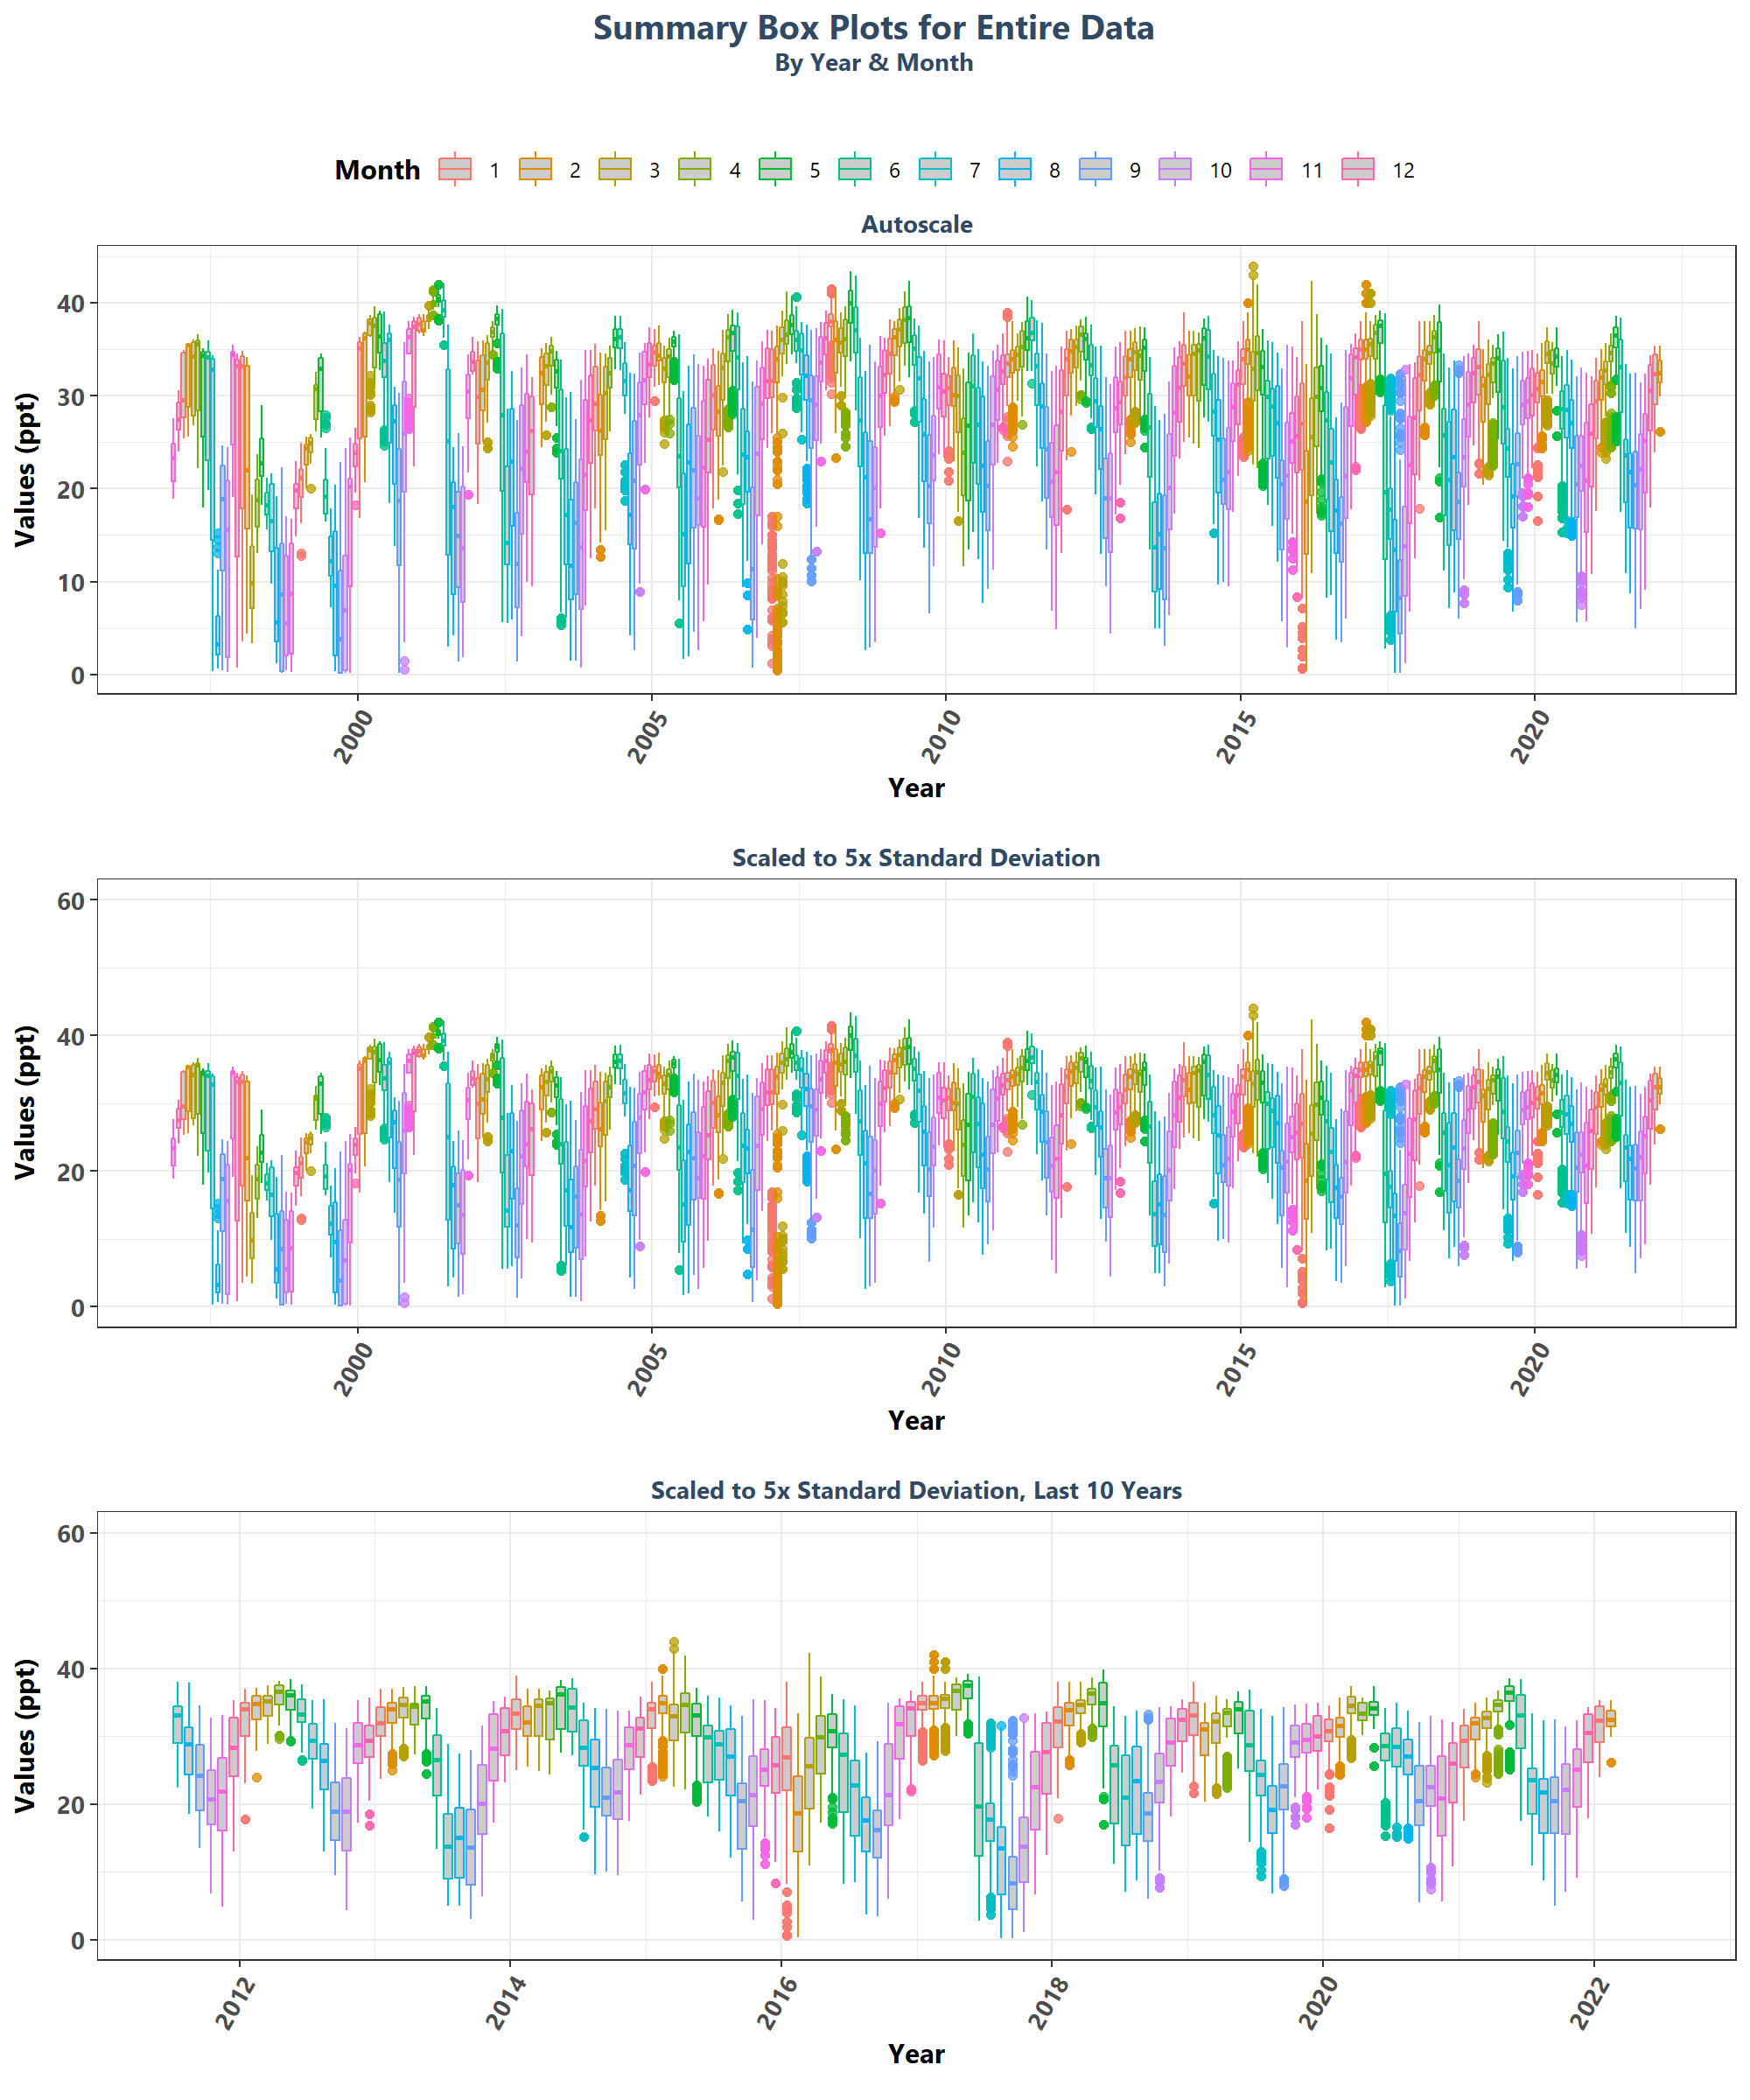 Summary Box Plots for Entire Data
By Year & Month
Month 1 2 3 4 5 6 7 8 9 10 11 12
Autoscale
Values (ppt)
40
30
20
10
0
2000 2005 2010 2015 2020
Year
Scaled to 5x Standard Deviation
Values (ppt)
60
40
20
0
2000 2005 2010 2015 2020
Year
Scaled to 5x Standard Deviation, Last 10 Years
Values (ppt)
60
40
20
0
2012 2014 2016 2018 2020 2022
Year